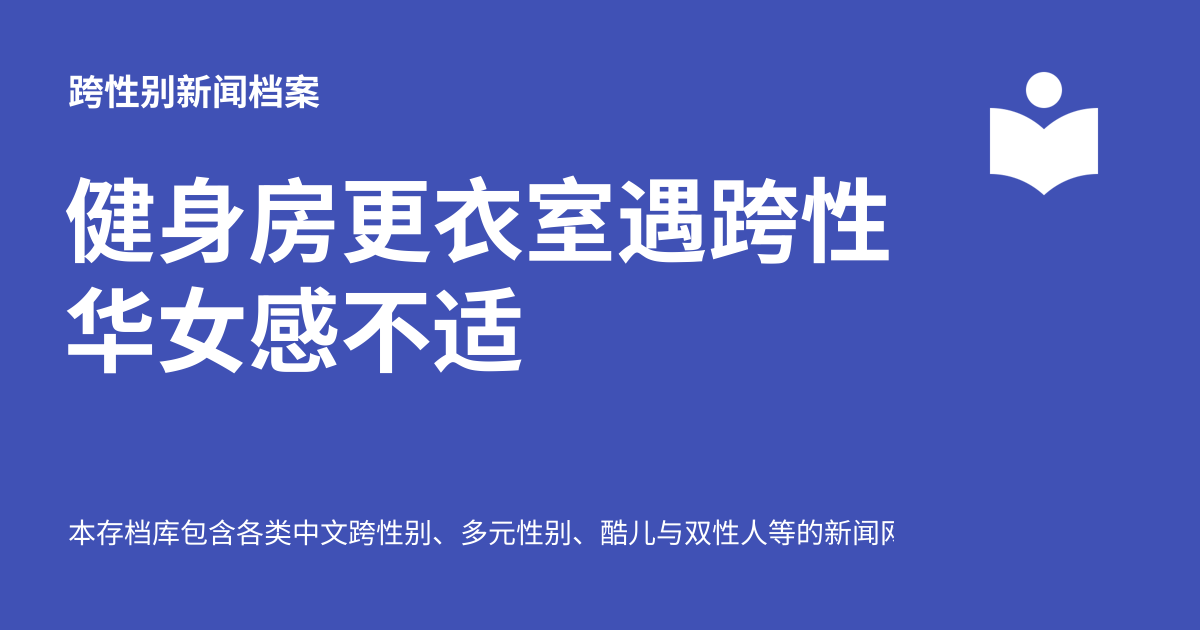 跨性别新闻档案
健身房更衣室遇跨性
华女感不适
本存档库包含各类中文跨性别、多元性别、酷儿与双性人等的新闻